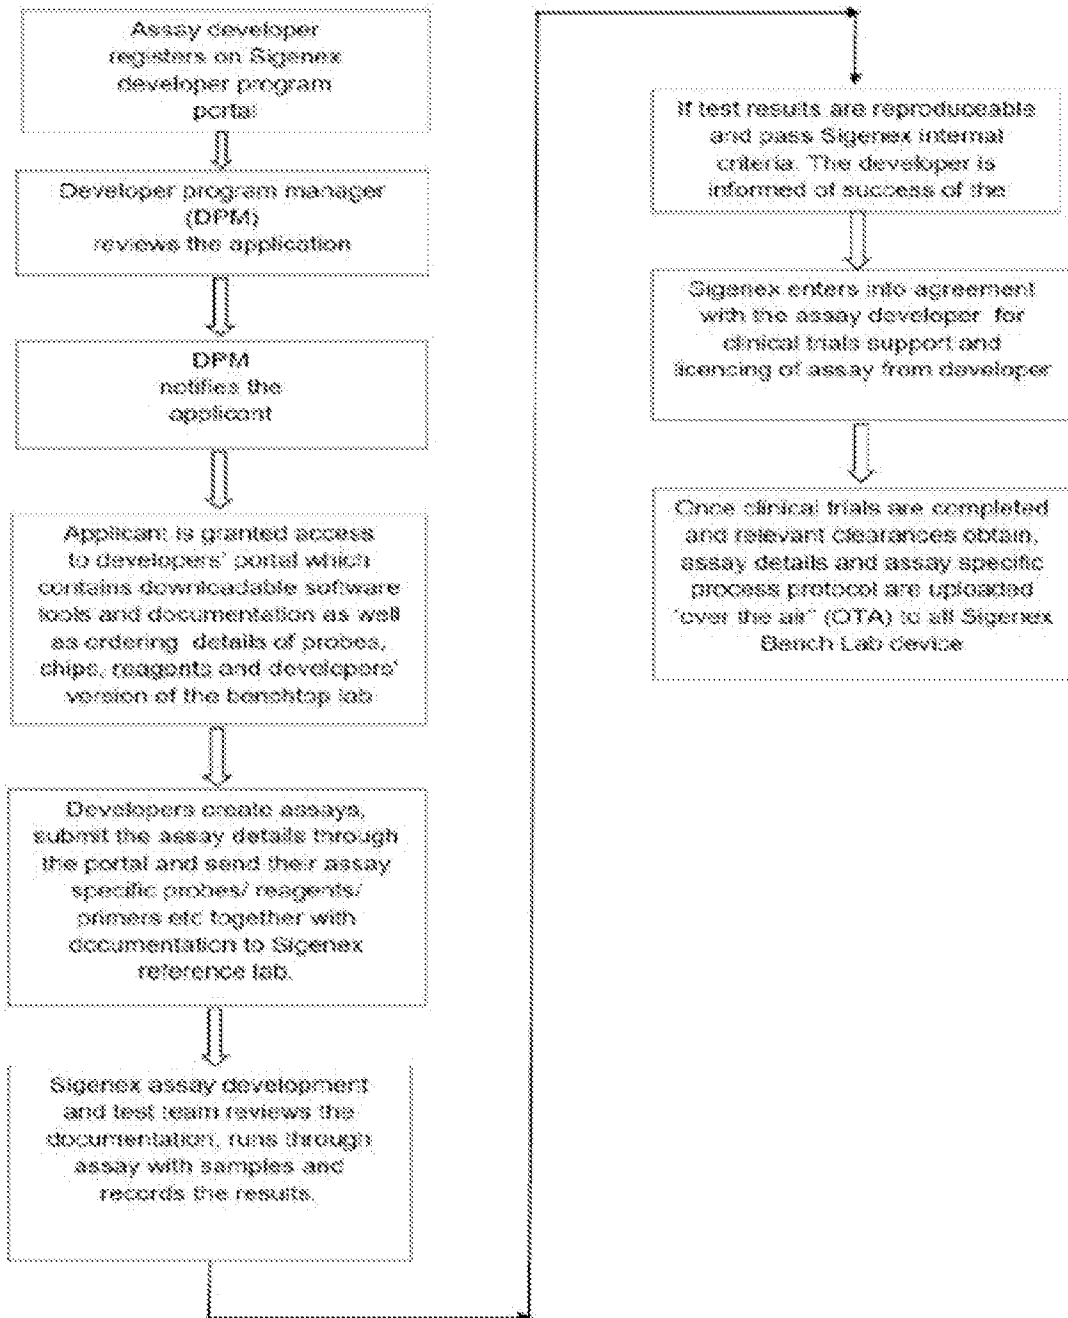 Assay developer
registers on Sigenex
developer program
portal
Developer program manager
(DPM)
reviews the application
DPM
notifies the
applicant
Applicant is granted access
to developers' portal which
contains downloadable software
tools and documentation as well
as ordering details of probes,
chips, reagents and developers'
version of the benchtop lab
Developers create assays,
submit the assay details through
the portal and send their assay
specific probes/ reagents/
primers etc together with
documentation to Sigenex
reference lab.
Sigenex assay development
and test team reviews the
documentation, runs through
assay with samples and
records the results.
If test results are reproduceable
and pass Sigenex internal
criteria. The developer is
informed of success of the
Sigenex enters into agreement
with the assay developer for
clinical trials support and
licencing of assay from developer
Once clinical trials are completed
and relevant clearances obtain,
assay details and assay specific
process protocol are uploaded
"over the air" (OTA) to all Sigenex
Bench Lab device